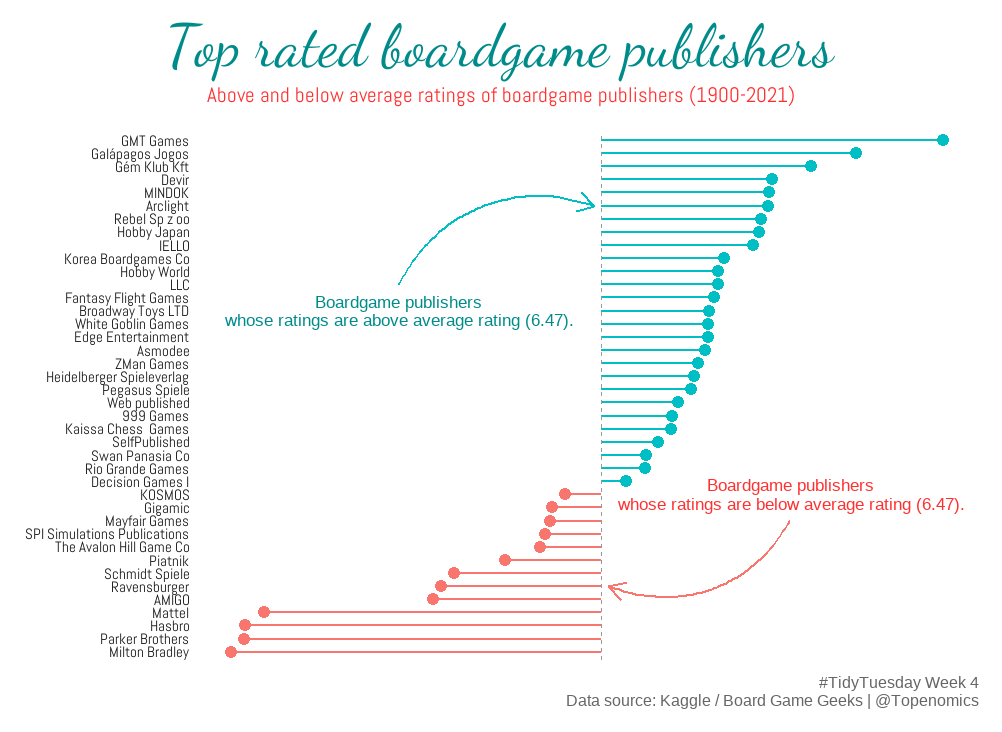 Top rated boardgame publishers
Above and below average ratings of boardgame publishers (1900-2021)
GMT Games
Galápagos Jogos
Gém Klub Kft
Devir
MINDOK
Arclight
Rebel Sp z oo
Hobby Japan
IELLO
Korea Boardgames Co
Hobby World
LLC
Fantasy Flight Games
Broadway Toys LTD
White Goblin Games
Edge Entertainment
Asmodee
ZMan Games
Heidelberger Spieleverlag
Pegasus Spiele
Web published
999 Games
Kaissa Chess  Games
SelfPublished
Swan Panasia Co
Rio Grande Games
Decision Games I
KOSMOS
Gigamic
Mayfair Games
SPI Simulations Publications
The Avalon Hill Game Co
Piatnik
Schmidt Spiele
Ravensburger
AMIGO
Mattel
Hasbro
Parker Brothers
Milton Bradley
Boardgame publishers
whose ratings are above average rating (6.47).
Boardgame publishers
whose ratings are below average rating (6.47).
#TidyTuesday Week 4
Data source: Kaggle / Board Game Geeks | @Topenomics